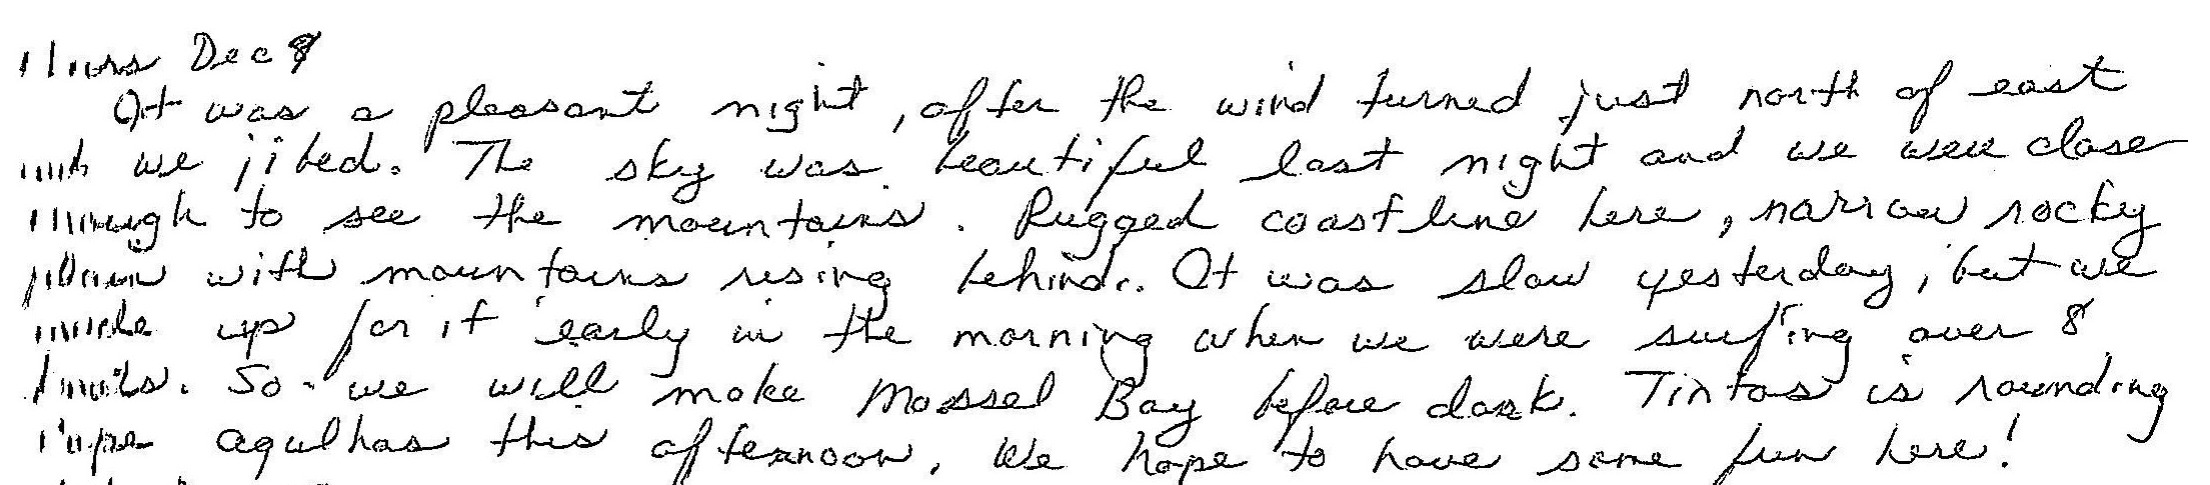 Thurs Dec 8
It was a pleasant night, after the wind turned just north of east
and we jibed. The sky was beautiful last night and we were close
enough to see the mountains. Rugged coastline here, narrow rocky
plain with mountains rising behind. It was slow yesterday, but we
made up for it early in the morning when we were surfing over 8
knots. So we will make Mossel Bay before dark. Tintas is rounding
Cape Agulhas this afternoon. We hope to have some fun here!